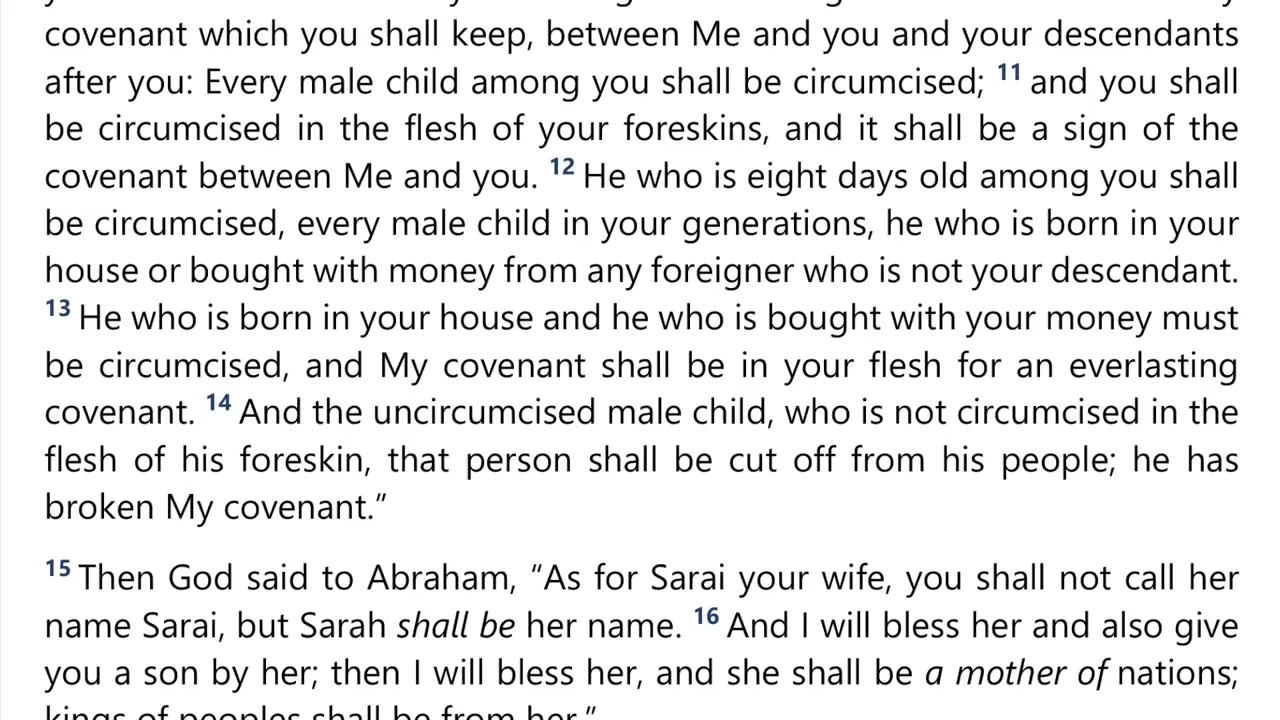 covenant which you shall keep, between Me and you and your descendants
after you: Every male child among you shall be circumcised; 11 and you shall
be circumcised in the flesh of your foreskins, and it shall be a sign of the
covenant between Me and you. 12 He who is eight days old among you shall
be circumcised, every male child in your generations, he who is born in your
house or bought with money from any foreigner who is not your descendant.
13 He who is born in your house and he who is bought with your money must
be circumcised, and My covenant shall be in your flesh for an everlasting
covenant. 14 And the uncircumcised male child, who is not circumcised in the
flesh of his foreskin, that person shall be cut off from his people; he has
broken My covenant.”
15 Then God said to Abraham, “As for Sarai your wife, you shall not call her
name Sarai, but Sarah shall be her name. 16 And I will bless her and also give
you a son by her; then I will bless her, and she shall be a mother of nations;
kings of peoples shall be from her.”